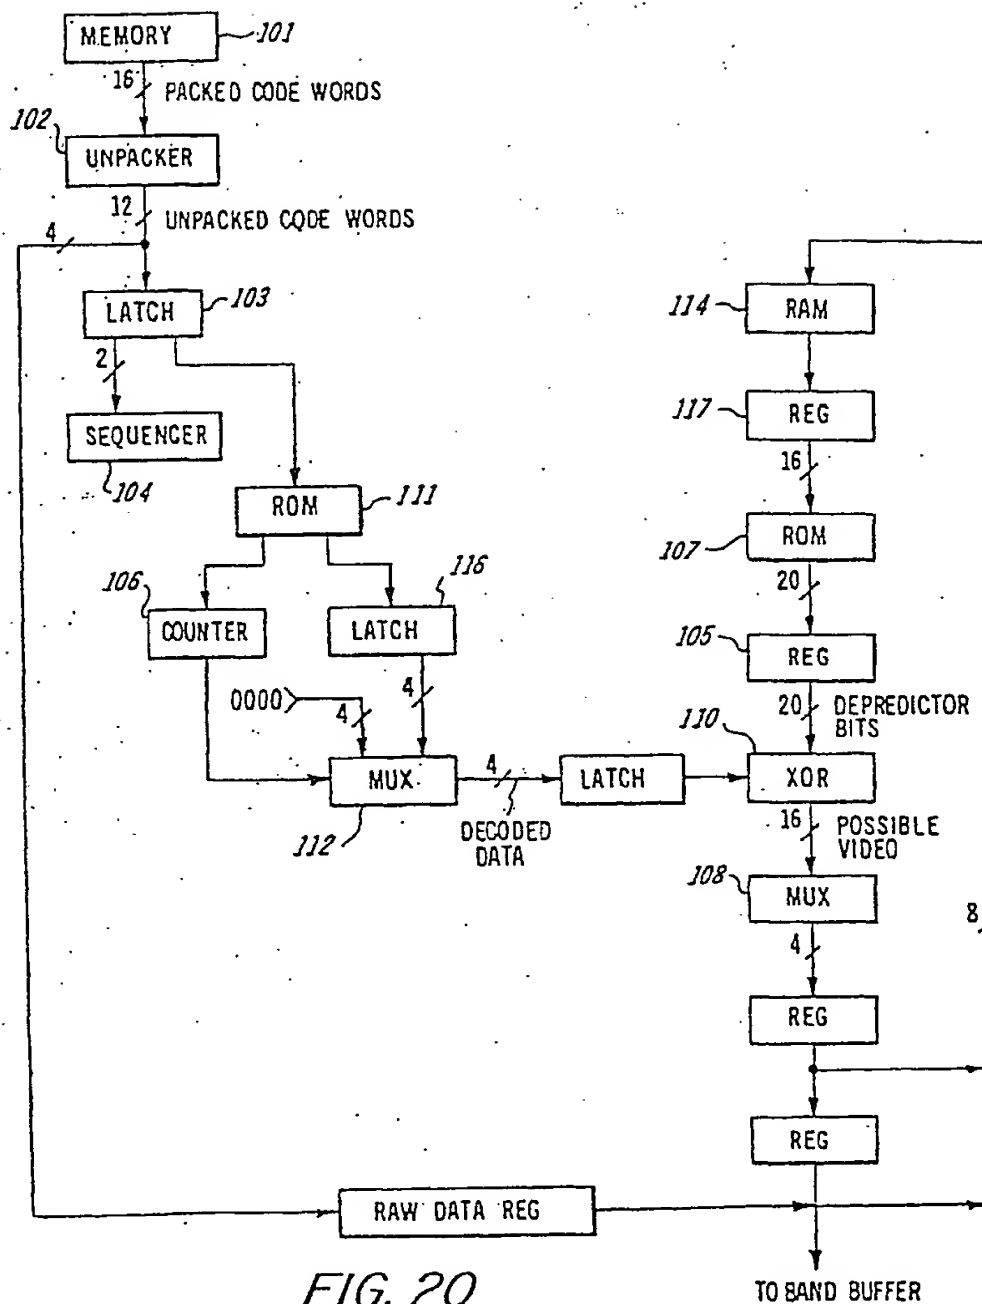 MEMORY
101
16
PACKED CODE WORDS
102
UNPACKER
12
UNPACKED CODE WORDS
4
LATCH
103
2
SEQUENCER
104
ROM
111
106
COUNTER
116
LATCH
0000
4
4
MUX
112
4
DECODED
DATA
LATCH
114
RAM
117
REG
16
107
ROM
20
105
REG
20
DEPREDICTOR
BITS
110
XOR
16
POSSIBLE
VIDEO
108
MUX
8
4
REG
REG
RAW DATA REG
TO BAND BUFFER
FIG. 20